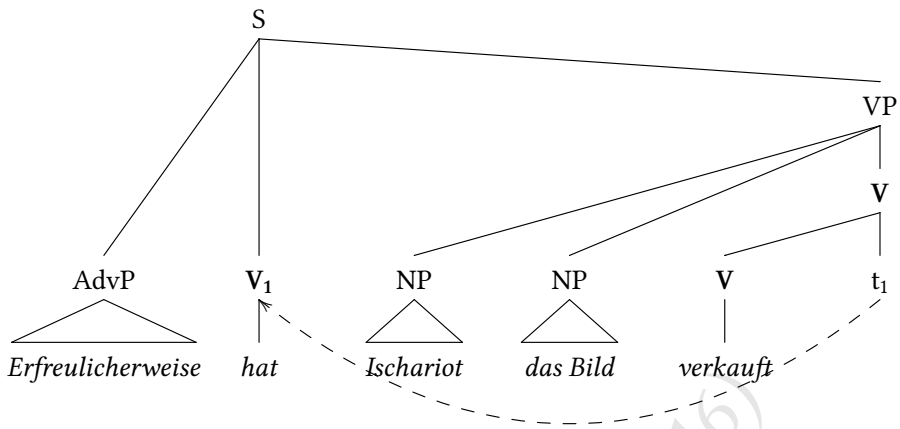 S
VP
V
AdvP V₁ NP NP V t₁
Erfreulicherweise hat Ischariot das Bild verkauft